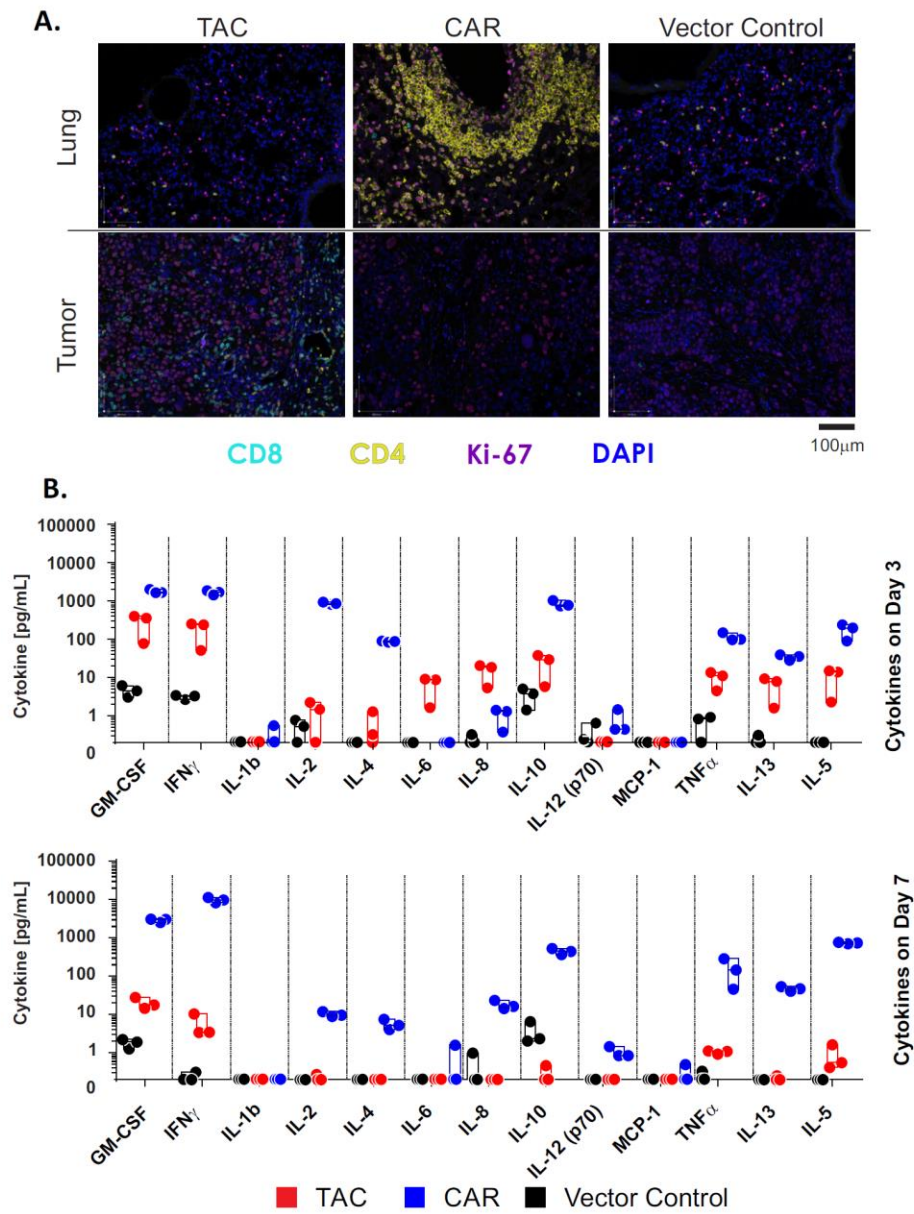 A.
TAC CAR Vector Control
Lung
Tumor
CD8 CD4 Ki-67 DAPI
100μm
B.
Cytokine [pg/mL]
100000
10000
1000
100
10
1
0
GM-CSF IFNγ IL-1b IL-2 IL-4 IL-6 IL-8 IL-10 IL-12 (p70) MCP-1 TNFα IL-13 IL-5
Cytokines on Day 3
Cytokine [pg/mL]
100000
10000
1000
100
10
1
0
GM-CSF IFNγ IL-1b IL-2 IL-4 IL-6 IL-8 IL-10 IL-12 (p70) MCP-1 TNFα IL-13 IL-5
Cytokines on Day 7
TAC CAR Vector Control